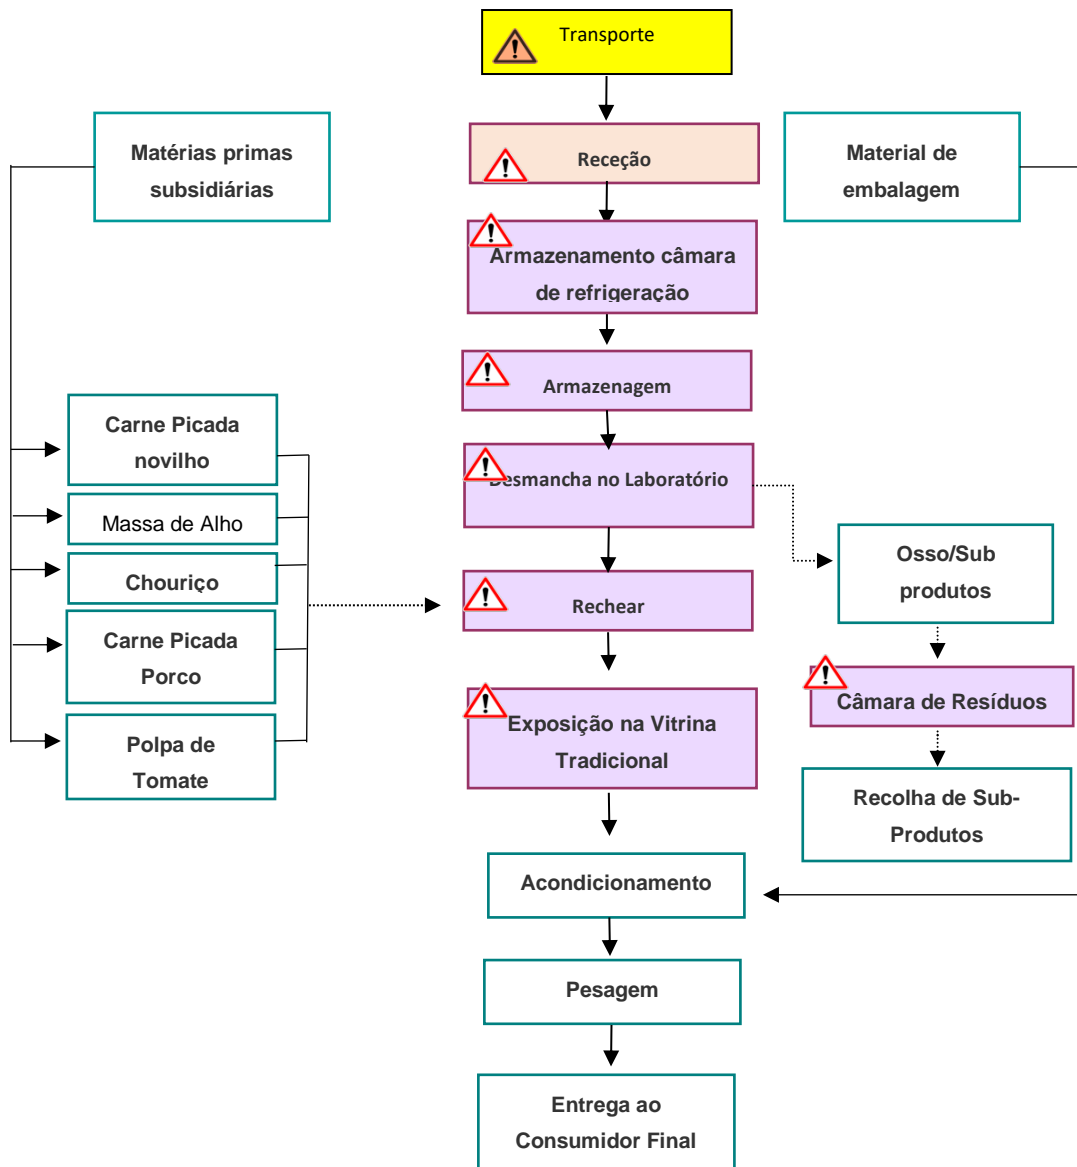 Transporte
Matérias primas
subsidiárias
Receção
Material de
embalagem
Armazenamento câmara
de refrigeração
Armazenagem
Carne Picada
novilho
Desmancha no Laboratório
Massa de Alho
Osso/Sub
produtos
Chouriço
Rechear
Carne Picada
Porco
Câmara de Resíduos
Exposição na Vitrina
Tradicional
Polpa de
Tomate
Recolha de Sub-
Produtos
Acondicionamento
Pesagem
Entrega ao
Consumidor Final